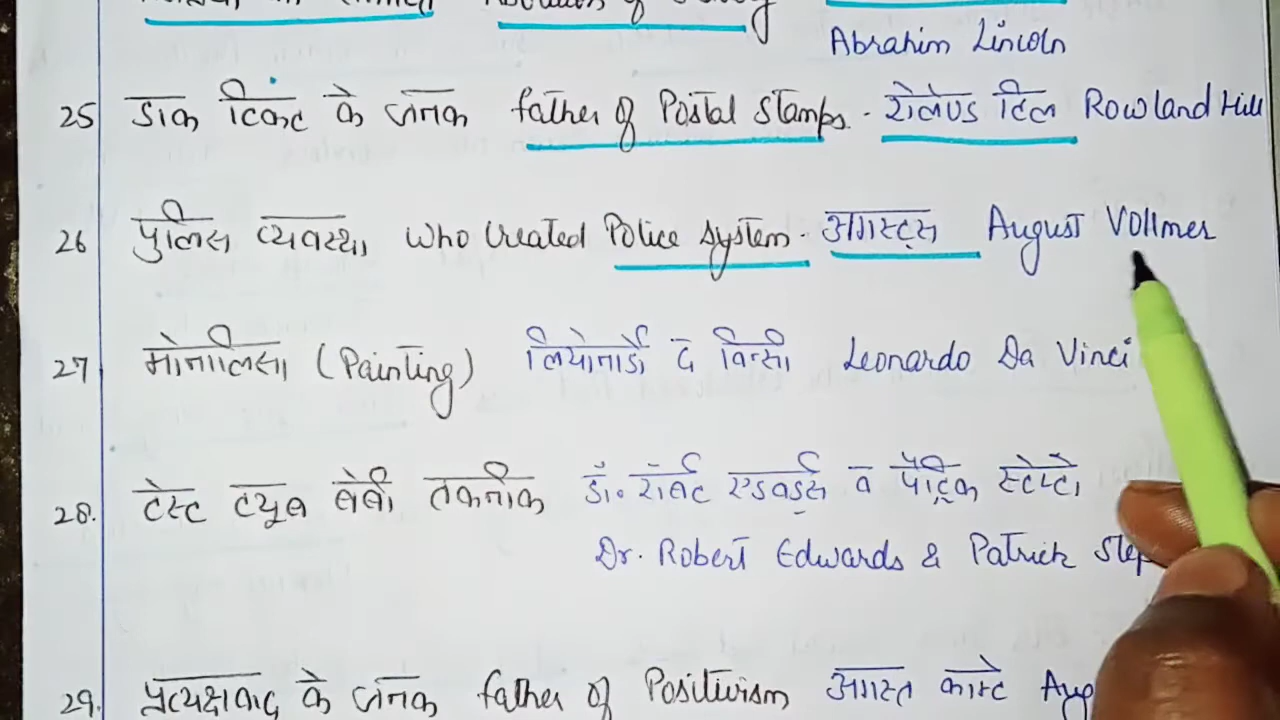 Abrahim Lincoln
25 डाक टिकट के जनक father of Postal Stamps. - रोलेण्ड हिल Rowland Hill
26 पुलिस व्यवस्था who Created Police System - अगस्ट्स August Vollmer
27 मोनालिसा (Painting) लियोनार्डो द विन्सी Leonardo Da Vinci
28. टेस्ट ट्यूब बेबी तकनीक डॉ. रॉबर्ट एडवर्ड्स व पैट्रिक स्टेप्टो
Dr. Robert Edwards & Patrick
29. प्रत्यक्षवाद के जनक father of Positivism अगस्त काम्टे